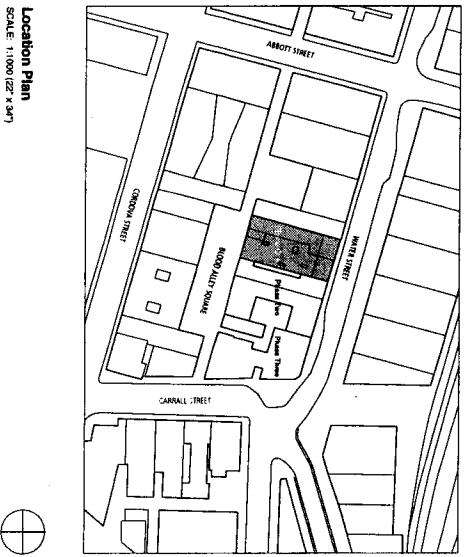 Location Plan
SCALE: 1:1000 (22" x 34")
ABBOTT STREET
WATER STREET
CORDOVA STREET
BLOOD ALLEY SQUARE
Phase Two
Phase Three
CARRALL STREET